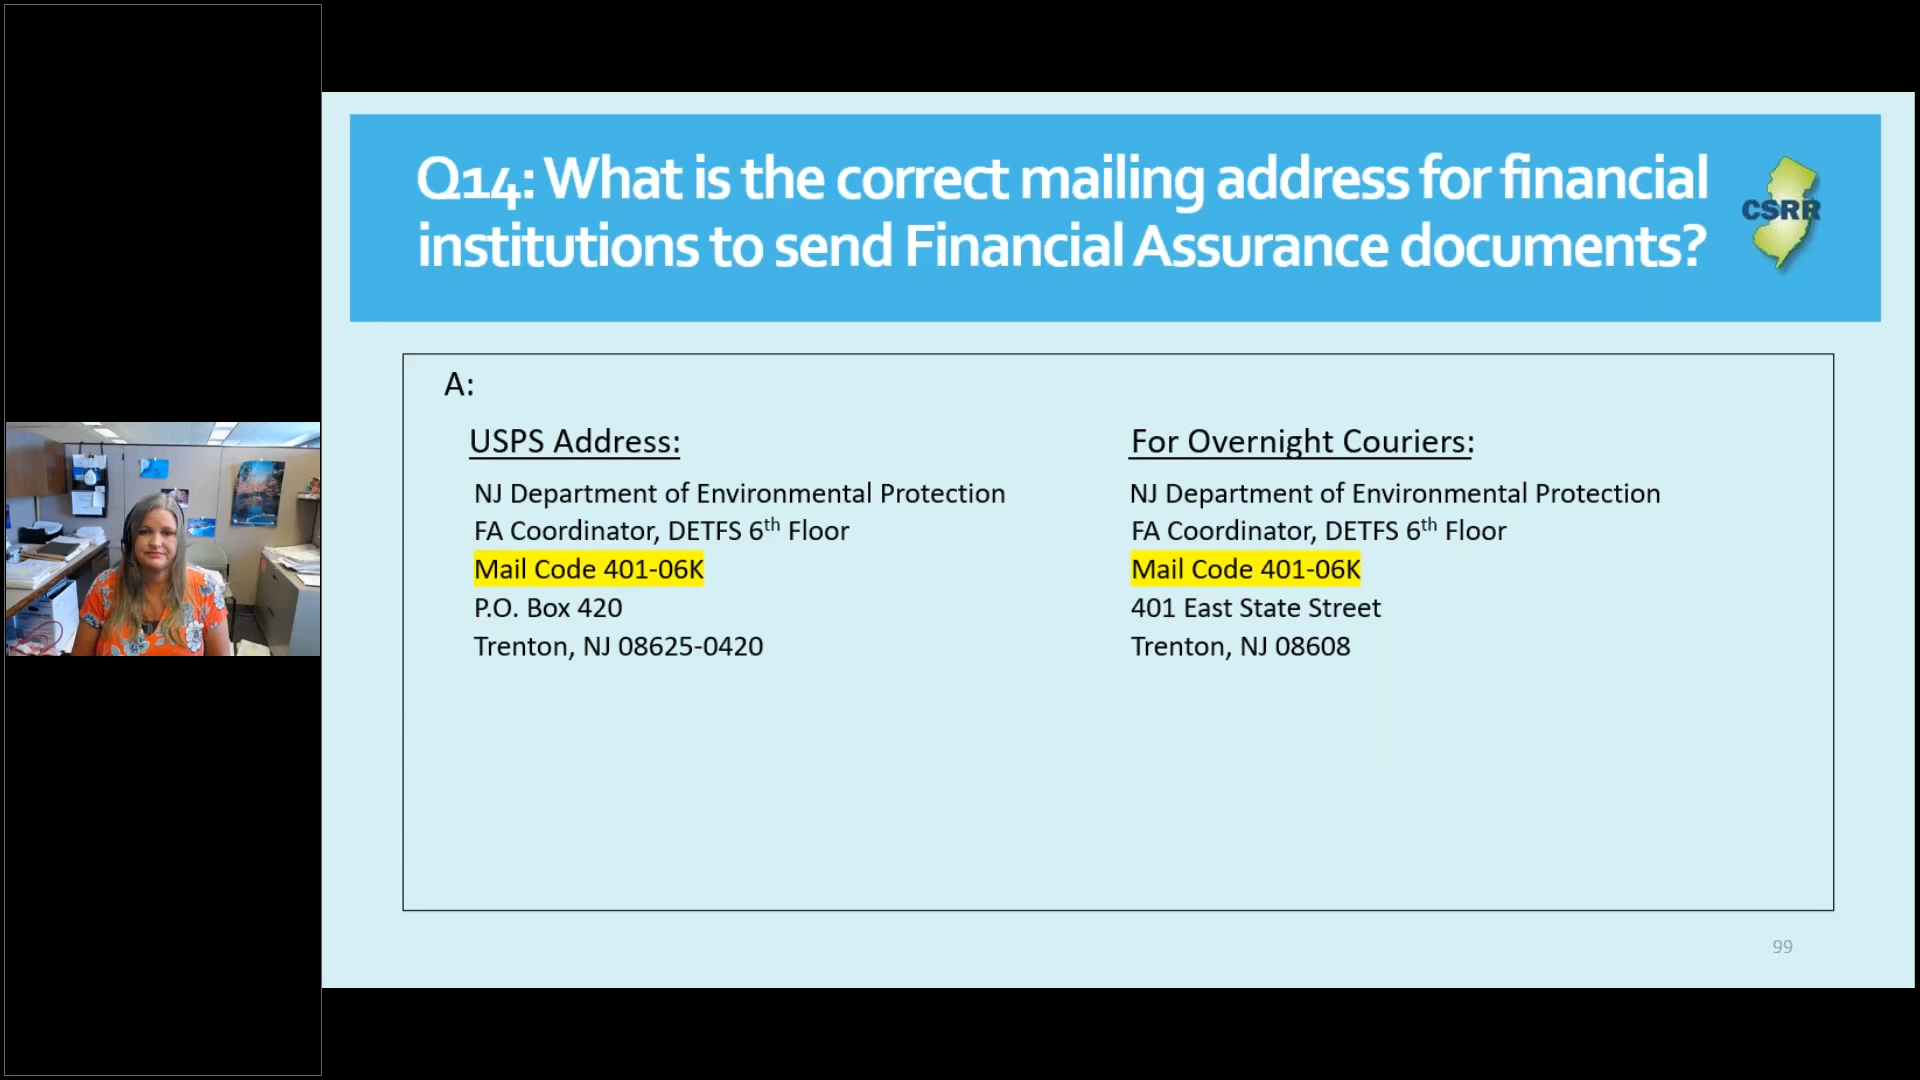 Q14: What is the correct mailing address for financial
institutions to send Financial Assurance documents?
CSRR
A:
USPS Address:
NJ Department of Environmental Protection
FA Coordinator, DETFS 6th Floor
Mail Code 401-06K
P.O. Box 420
Trenton, NJ 08625-0420
For Overnight Couriers:
NJ Department of Environmental Protection
FA Coordinator, DETFS 6th Floor
Mail Code 401-06K
401 East State Street
Trenton, NJ 08608
99